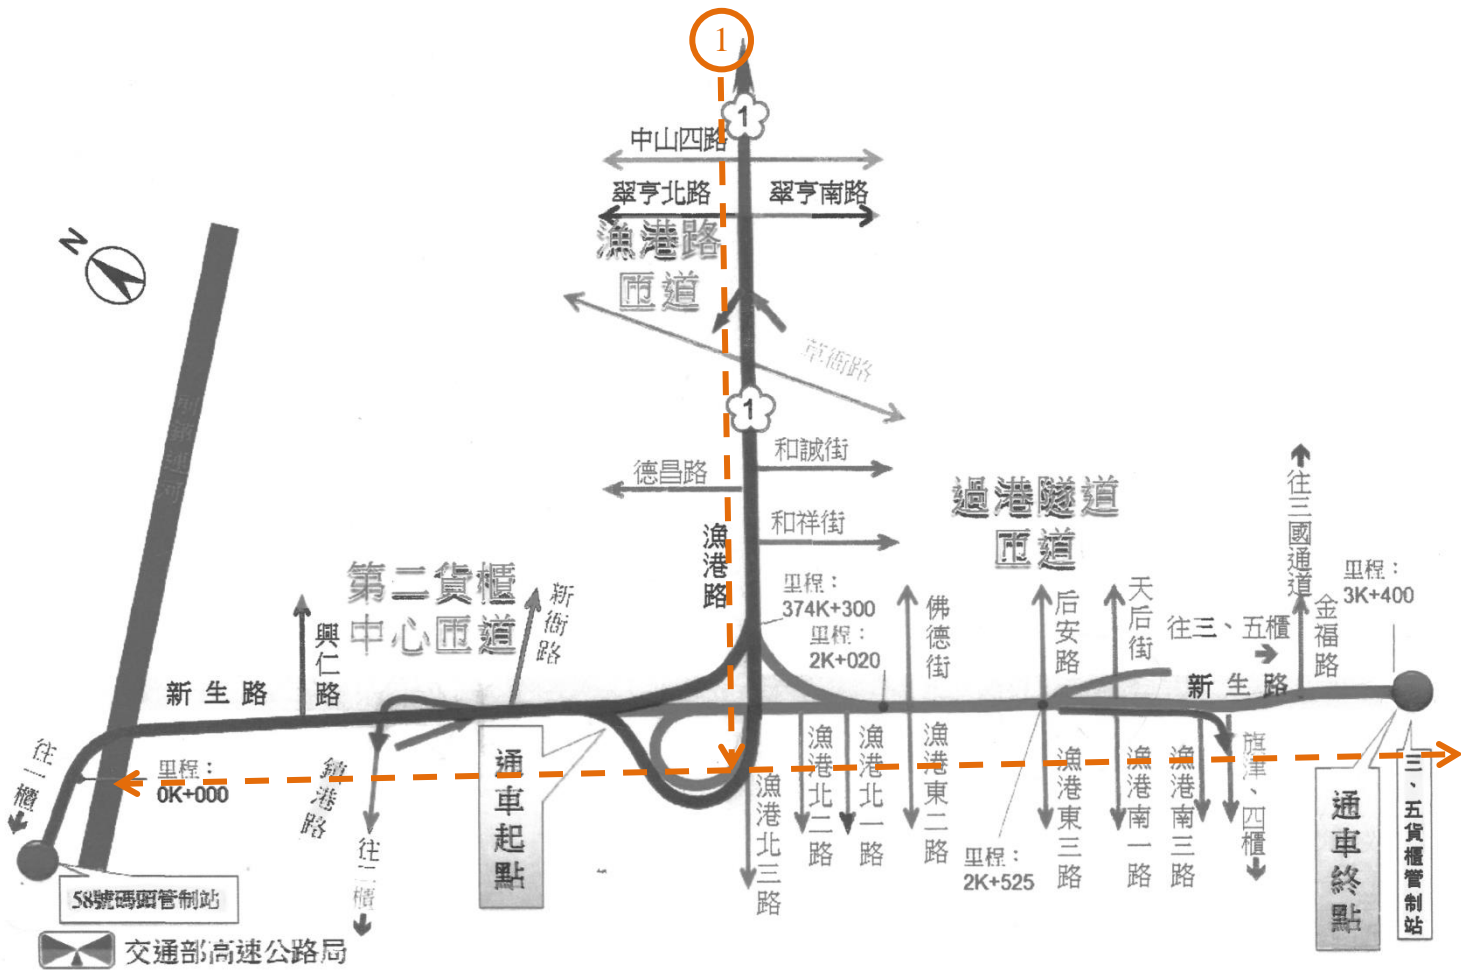 1
1
中山四路
翠亨北路
翠亨南路
漁港路
匝道
N
草衙路
1
和誠街
德昌路
和祥街
漁港路
過港隧道
匝道
往三國通道
第二貨櫃
中心匝道
新衙路
興仁路
新生路
里程：
374K+300
里程：
2K+020
佛德街
后安路
天后街
往三、五櫃
新生路
金福路
里程：
3K+400
往一櫃
里程：
0K+000
鎮港路
往二櫃
通車起點
漁港北三路
漁港北二路
漁港北一路
漁港東二路
里程：
2K+525
漁港東三路
漁港南一路
漁港南三路
旗津、四櫃
通車終點
三、五貨櫃管制站
58號碼頭管制站
交通部高速公路局